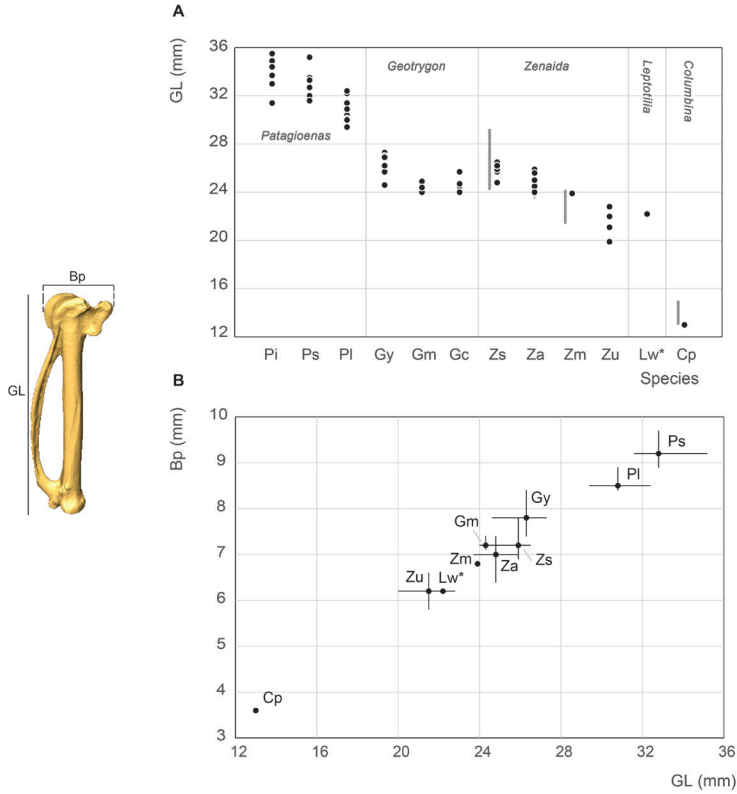 A
GL (mm)
36
32
28
24
20
16
12
Patagioenas
Geotrygon
Zenaida
Leptotilia
Columbina
Pi Ps Pl Gy Gm Gc Zs Za Zm Zu Lw* Cp
Species
Bp
GL
B
Bp (mm)
10
9
8
7
6
5
4
3
Ps
Pl
Gy
Gm
Zs
Zm
Za
Zu Lw*
Cp
12 16 20 24 28 32 36
GL (mm)